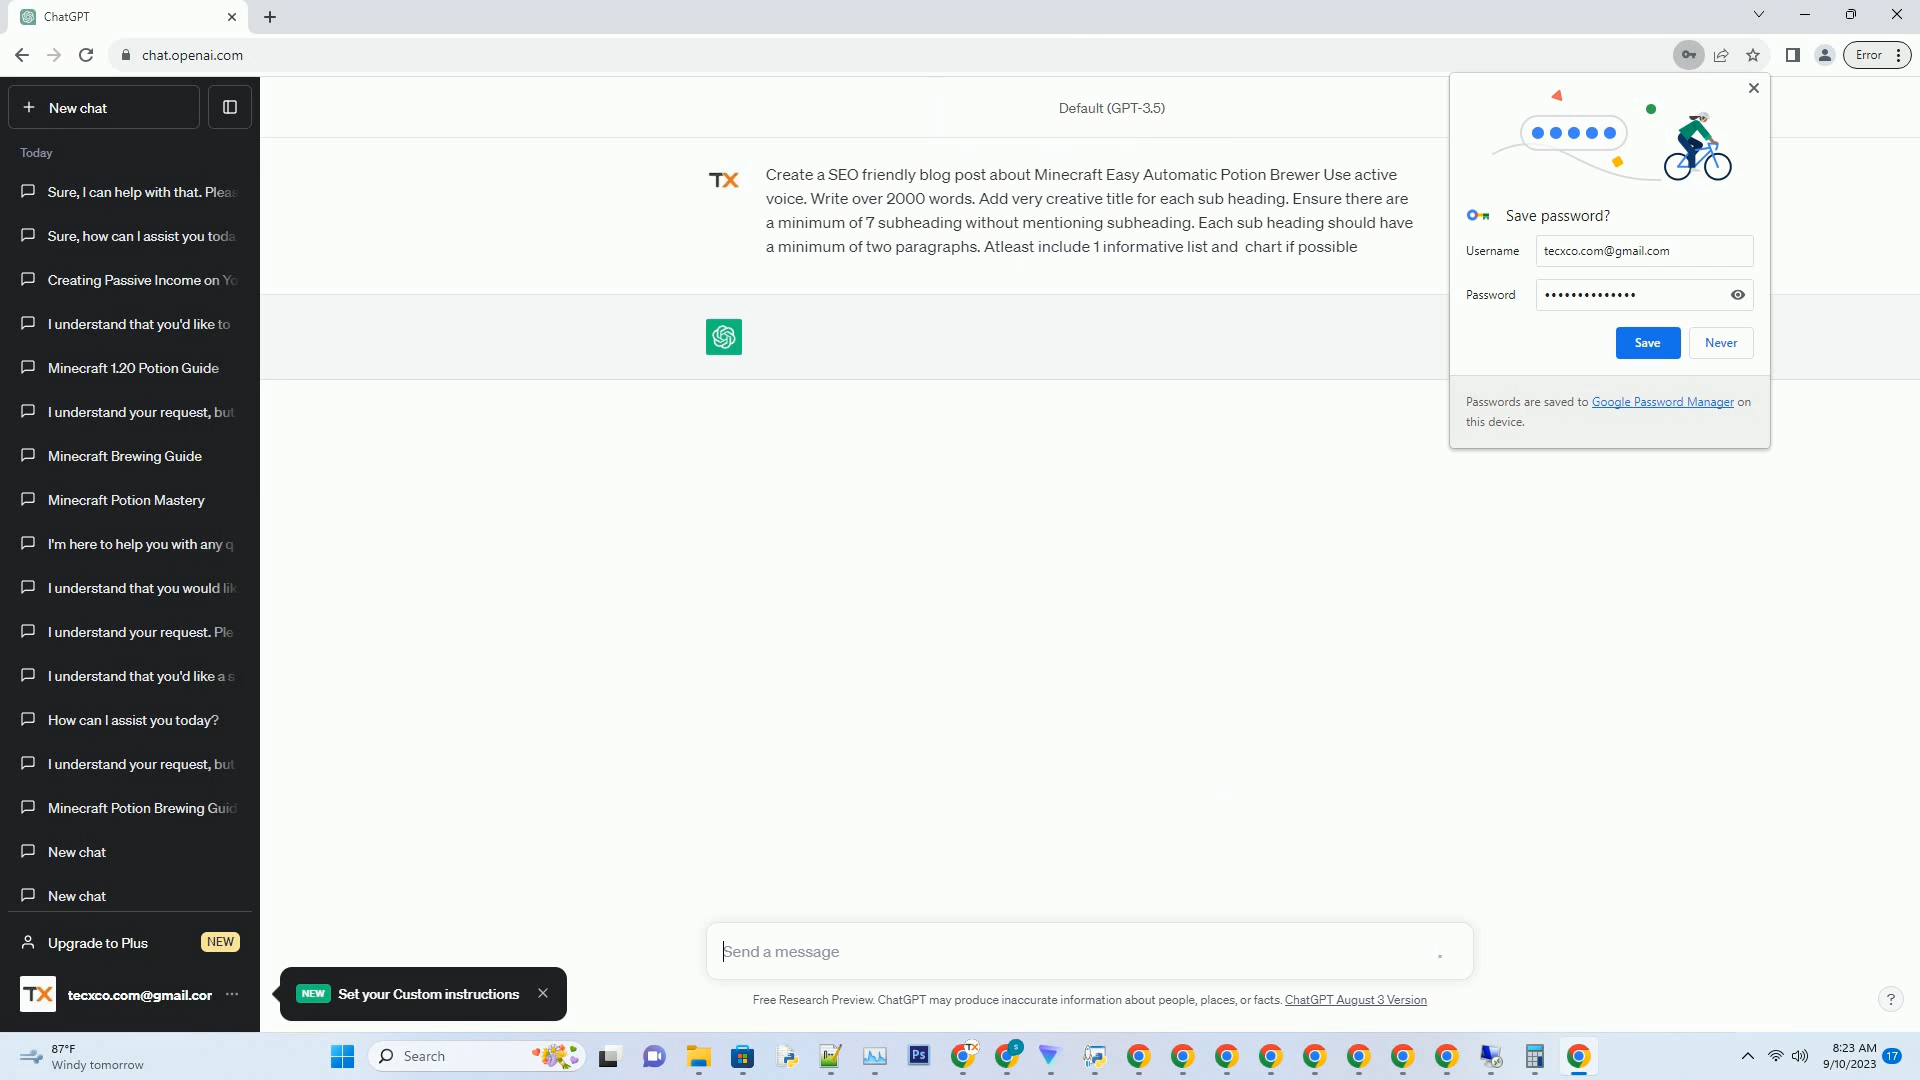 ChatGPT
chat.openai.com
Error
New chat
Default (GPT-3.5)
Today
Sure, I can help with that. Pleas
Sure, how can I assist you toda
Creating Passive Income on Yo
I understand that you'd like to
Minecraft 1.20 Potion Guide
I understand your request, but
Minecraft Brewing Guide
Minecraft Potion Mastery
I'm here to help you with any q
I understand that you would lik
I understand your request. Ple
I understand that you'd like a s
How can I assist you today?
I understand your request, but
Minecraft Potion Brewing Guid
New chat
New chat
Upgrade to Plus NEW
TX tecxco.com@gmail.cor
TX
Create a SEO friendly blog post about Minecraft Easy Automatic Potion Brewer Use active
voice. Write over 2000 words. Add very creative title for each sub heading. Ensure there are
a minimum of 7 subheading without mentioning subheading. Each sub heading should have
a minimum of two paragraphs. Atleast include 1 informative list and chart if possible
Save password?
Username tecxco.com@gmail.com
Password ••••••••••••••
Save Never
Passwords are saved to Google Password Manager on
this device.
NEW Set your Custom instructions
Send a message
Free Research Preview. ChatGPT may produce inaccurate information about people, places, or facts. ChatGPT August 3 Version
?
87°F
Windy tomorrow
Search
Ps
TX
s
8:23 AM
9/10/2023
17